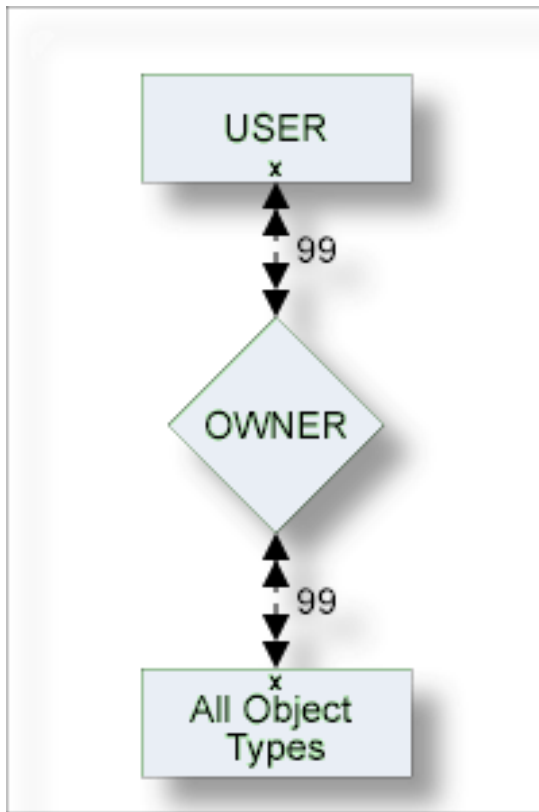 USER
x
99
OWNER
99
x
All Object
Types